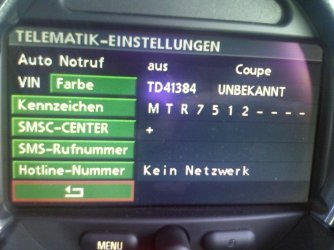 TELEMATIK-EINSTELLUNGEN
Auto Notruf aus Coupe
VIN Farbe TD41384 UNBEKANNT
Kennzeichen MTR7512----
SMSC-CENTER +
SMS-Rufnummer
Hotline-Nummer Kein Netzwerk
MENU